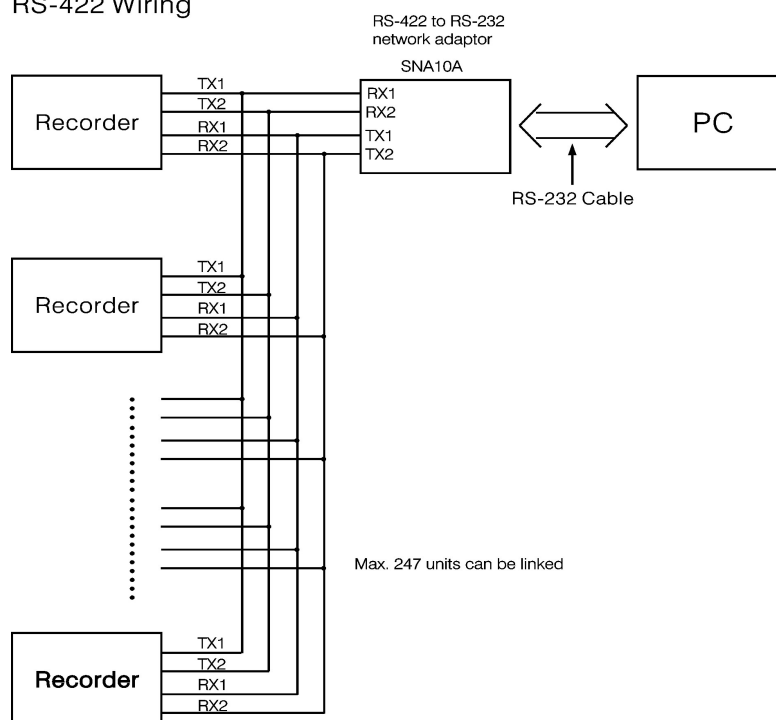 RS-422 Wiring
RS-422 to RS-232
network adaptor
SNA10A
Recorder
TX1
TX2
RX1
RX2
RX1
RX2
TX1
TX2
PC
RS-232 Cable
Recorder
TX1
TX2
RX1
RX2
Max. 247 units can be linked
Recorder
TX1
TX2
RX1
RX2